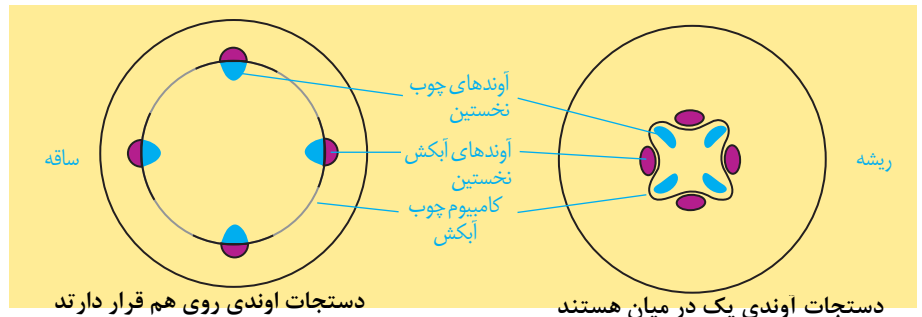 آوندهای چوب
نخستین
ریشه
آوندهای آبکش
نخستین
ساقه
کامبیوم چوب
آبکش
دستجات آوندی یک در میان هستند
دستجات اوندی روی هم قرار دارتد